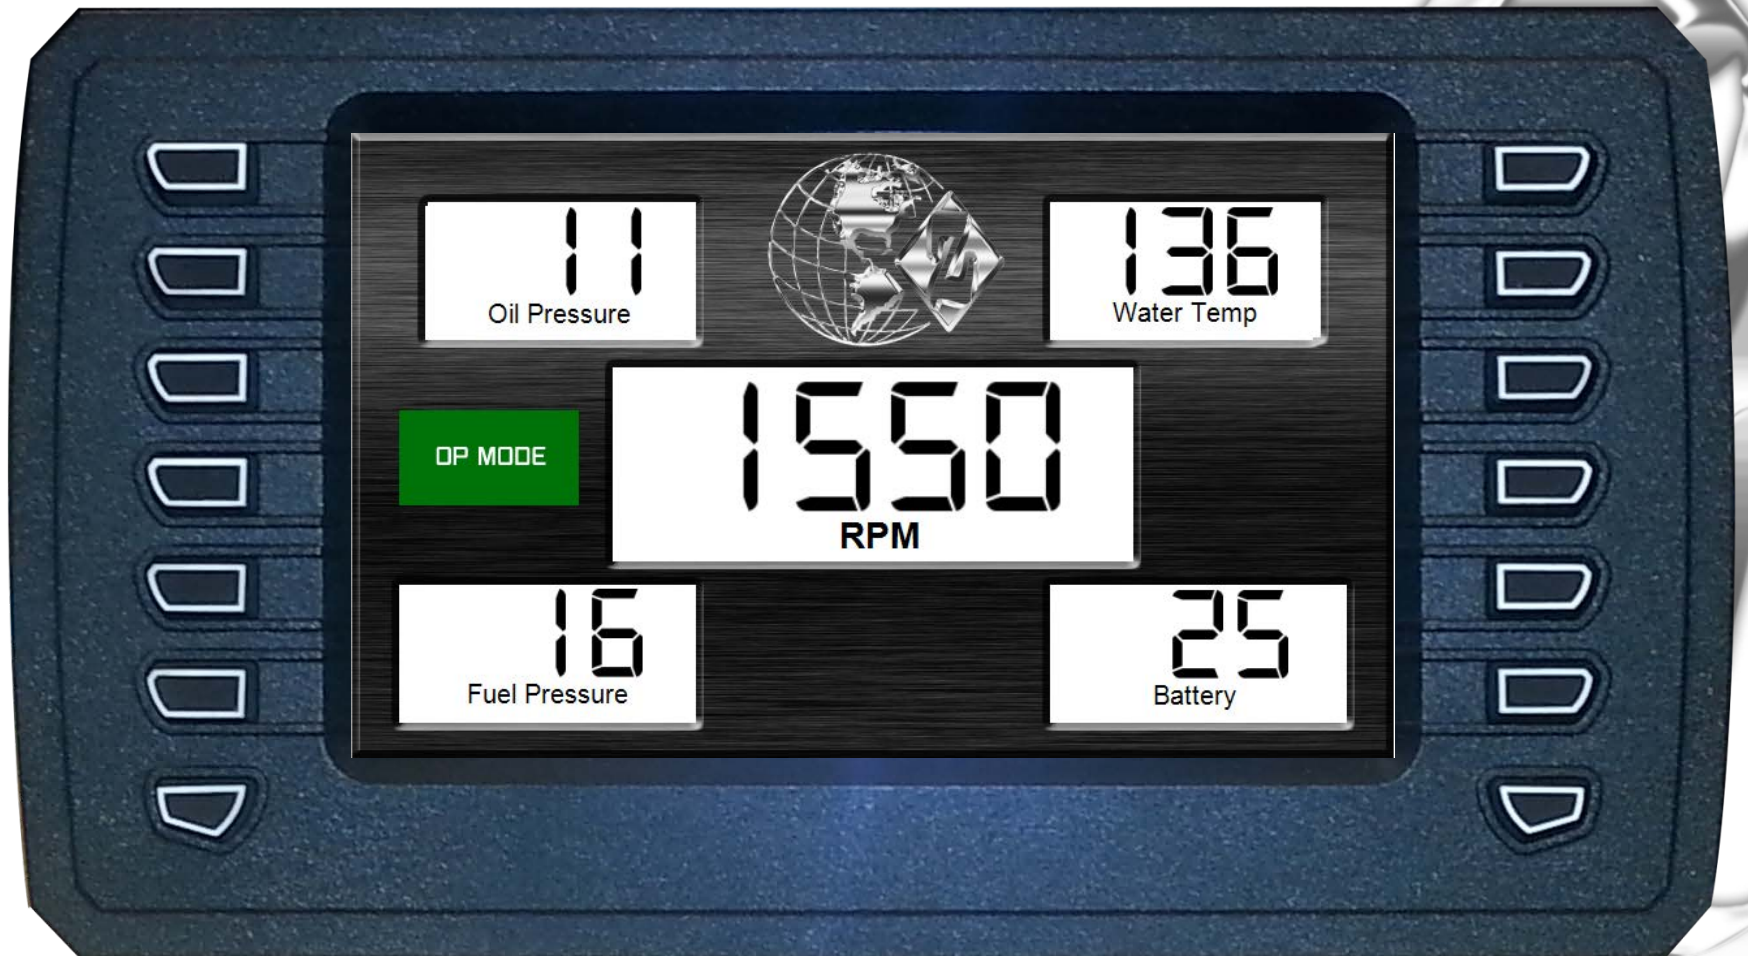 11
Oil Pressure
136
Water Temp
OP MODE
1550
RPM
16
Fuel Pressure
25
Battery